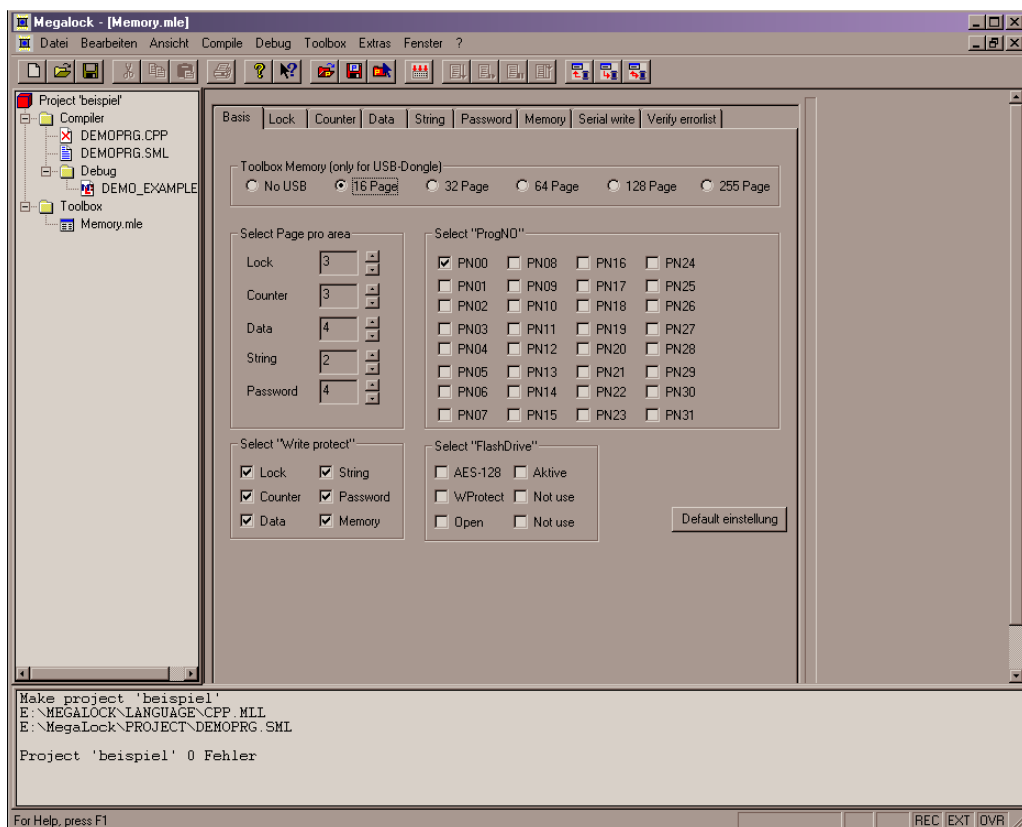 Megalock - [Memory.mle]
Datei Bearbeiten Ansicht Compile Debug Toolbox Extras Fenster ?
Project 'beispiel'
Compiler
DEMOPRG.CPP
DEMOPRG.SML
Debug
DEMO_EXAMPLE
Toolbox
Memory.mle
Basis Lock Counter Data String Password Memory Serial write Verify errorlist
Toolbox Memory (only for USB-Dongle)
No USB 16 Page 32 Page 64 Page 128 Page 255 Page
Select Page pro area
Lock 3
Counter 3
Data 4
String 2
Password 4
Select "ProgNO"
PN00 PN08 PN16 PN24
PN01 PN09 PN17 PN25
PN02 PN10 PN18 PN26
PN03 PN11 PN19 PN27
PN04 PN12 PN20 PN28
PN05 PN13 PN21 PN29
PN06 PN14 PN22 PN30
PN07 PN15 PN23 PN31
Select "Write protect"
Lock String
Counter Password
Data Memory
Select "FlashDrive"
AES-128 Aktive
WProtect Not use
Open Not use
Default einstellung
Make project 'beispiel'
E:\MEGALOCK\LANGUAGE\CPP.MLL
E:\MegaLock\PROJECT\DEMOPRG.SML
Project 'beispiel' 0 Fehler
For Help, press F1
REC EXT OVR